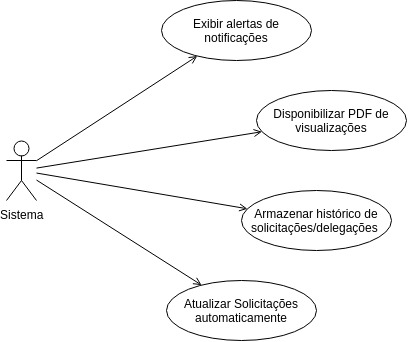 Exibir alertas de
notificações
Disponibilizar PDF de
visualizações
Sistema
Armazenar histórico de
solicitações/delegações
Atualizar Solicitações
automaticamente